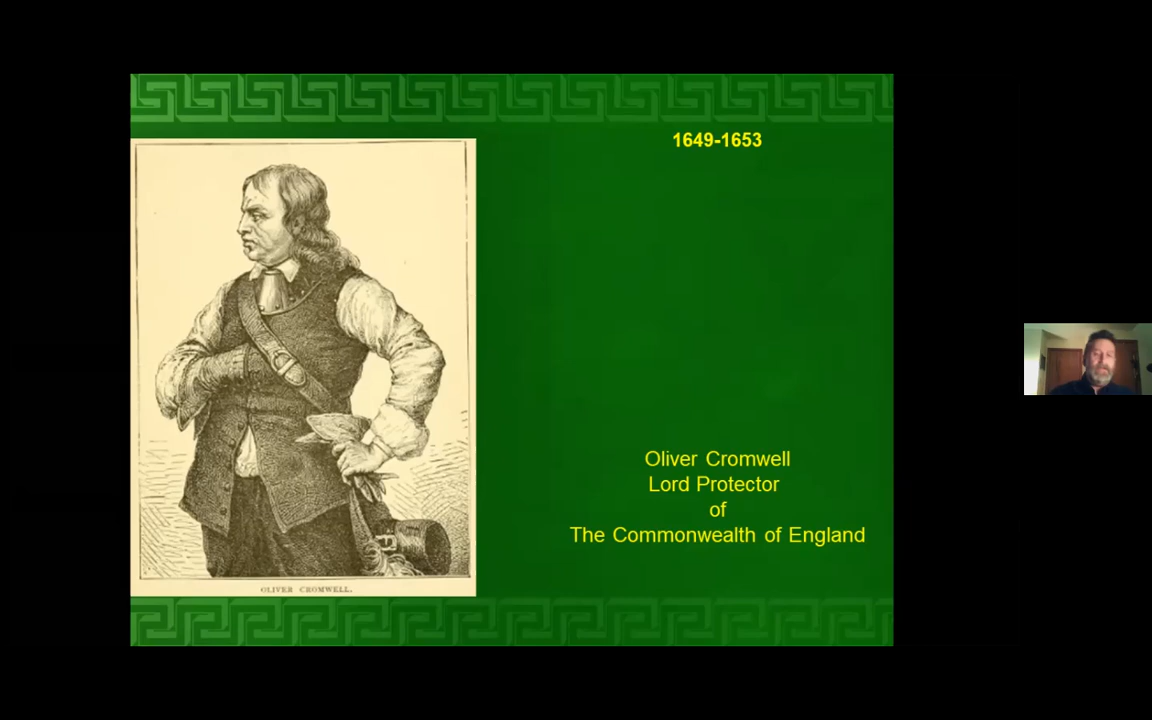 1649-1653
Oliver Cromwell
Lord Protector
of
The Commonwealth of England
OLIVER CROMWELL.